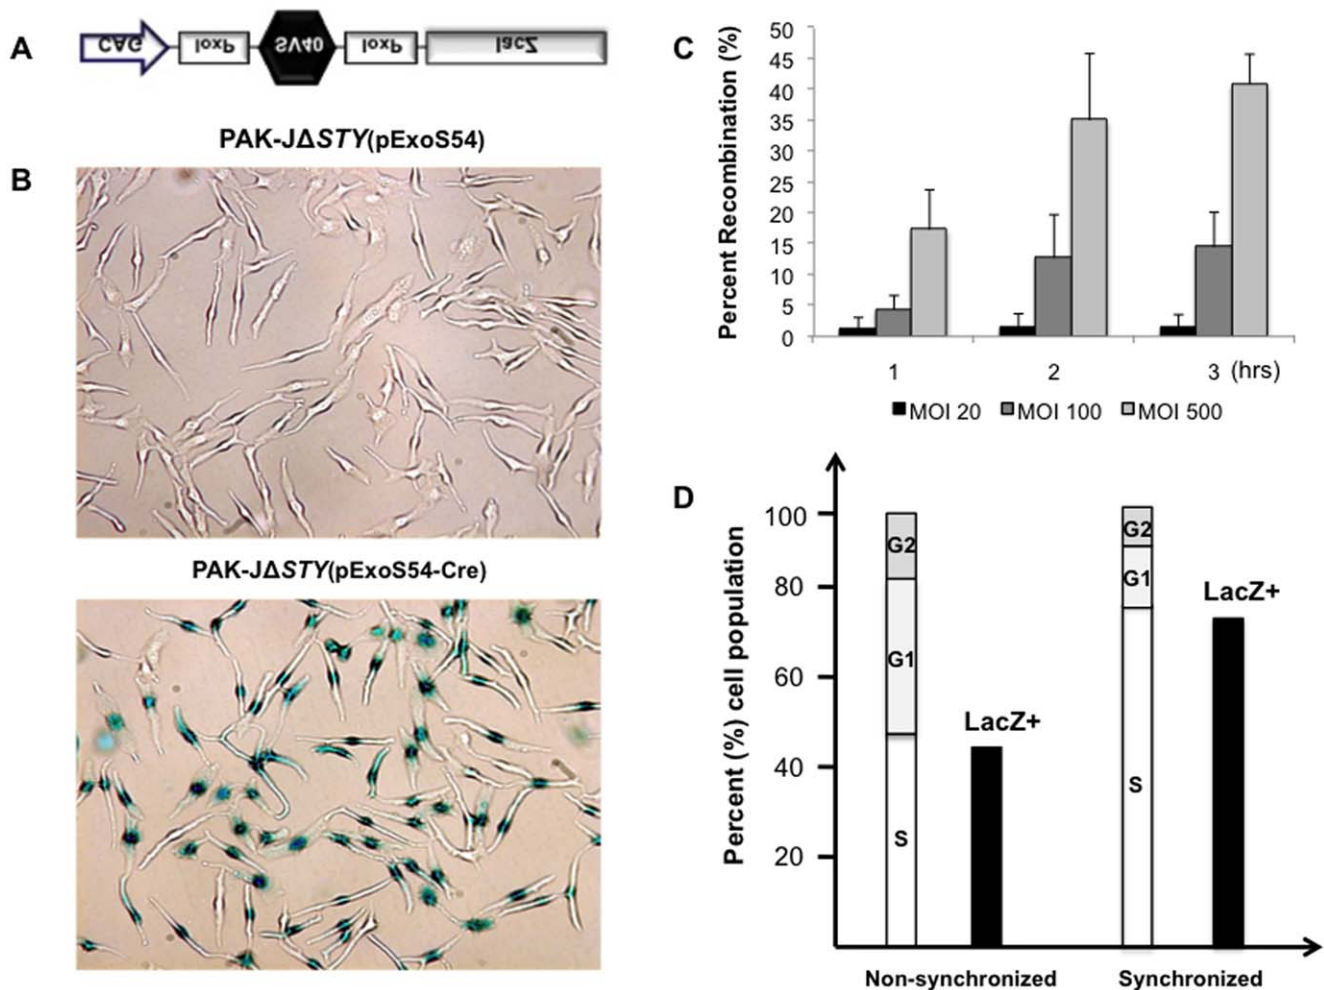 A
CAG loxP SV40 loxP lacZ
PAK-JΔSTY(pExoS54)
B
PAK-JΔSTY(pExoS54-Cre)
C
Percent Recombination (%)
50
45
40
35
30
25
20
15
10
5
0
1 2 3 (hrs)
MOI 20 MOI 100 MOI 500
D
Percent (%) cell population
100
80
60
40
20
G2
G1
S
LacZ+
G2
G1
S
LacZ+
Non-synchronized Synchronized